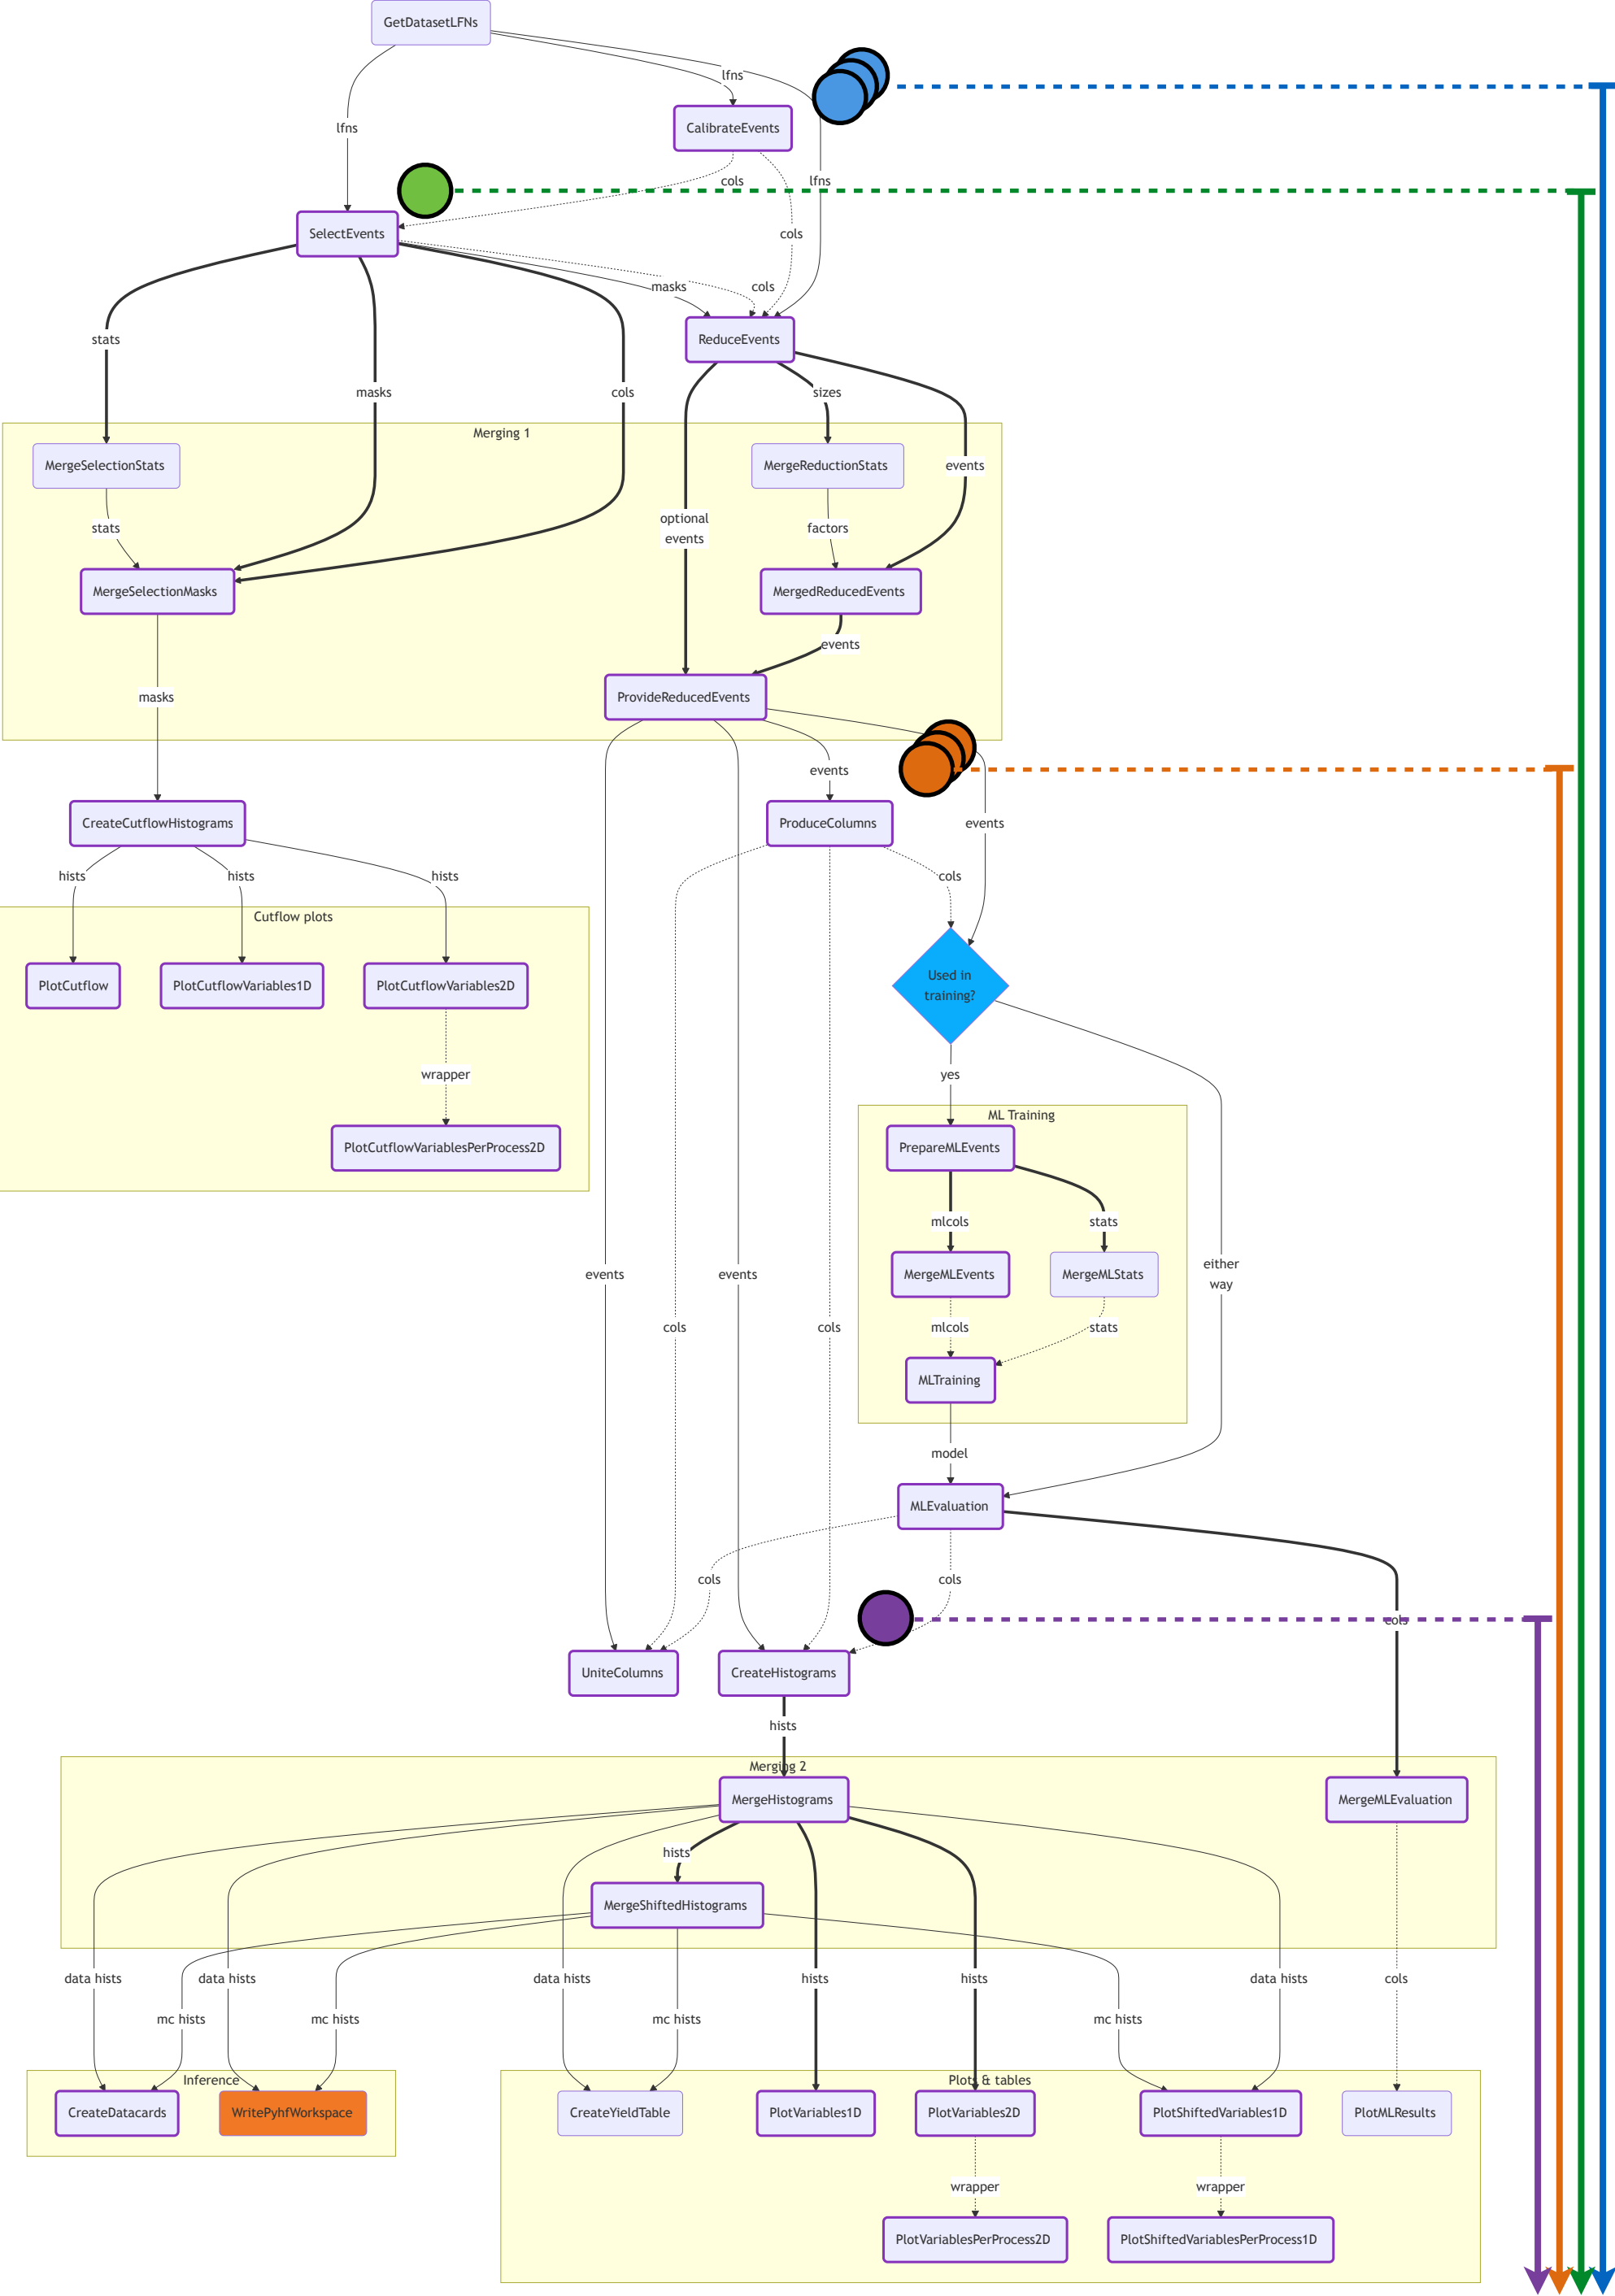 GetDatasetLFNs
lfns
CalibrateEvents
lfns
cols
lfns
SelectEvents
cols
masks
cols
stats
ReduceEvents
masks
cols
sizes
Merging 1
MergeSelectionStats
MergeReductionStats
events
stats
optional
events
factors
MergeSelectionMasks
MergedReducedEvents
events
masks
ProvideReducedEvents
events
CreateCutflowHistograms
ProduceColumns
events
hists
hists
hists
cols
Cutflow plots
PlotCutflow
PlotCutflowVariables1D
PlotCutflowVariables2D
Used in
training?
wrapper
yes
ML Training
PlotCutflowVariablesPerProcess2D
PrepareMLEvents
mlcols
stats
events
events
MergeMLEvents
MergeMLStats
either
way
cols
cols
mlcols
stats
MLTraining
model
MLEvaluation
cols
cols
cols
UniteColumns
CreateHistograms
hists
Merging 2
MergeHistograms
MergeMLEvaluation
hists
MergeShiftedHistograms
data hists
data hists
data hists
hists
hists
data hists
cols
mc hists
mc hists
mc hists
mc hists
Inference
Plots & tables
CreateDatacards
WritePyhfWorkspace
CreateYieldTable
PlotVariables1D
PlotVariables2D
PlotShiftedVariables1D
PlotMLResults
wrapper
wrapper
PlotVariablesPerProcess2D
PlotShiftedVariablesPerProcess1D